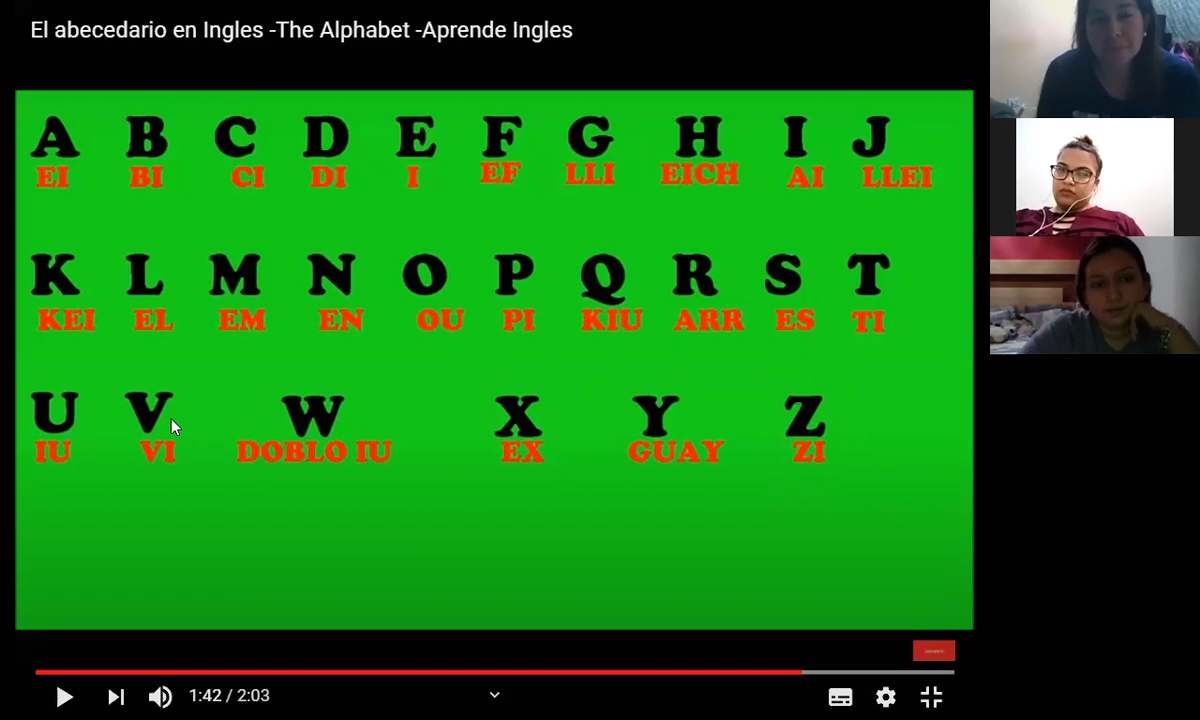 El abecedario en Ingles -The Alphabet -Aprende Ingles
A B C D E F G H I J
EI BI CI DI I EF LLI EICH AI LLEI
K L M N O P Q R S T
KEI EL EM EN OU PI KIU ARR ES TI
U V W X Y Z
IU VI DOBLO IU EX GUAY ZI
1:42 / 2:03